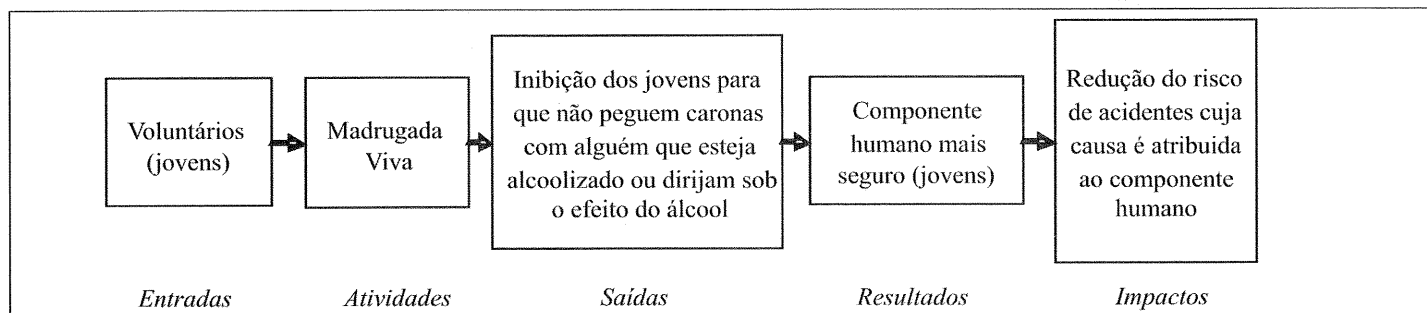 Voluntários
(jovens)
Madrugada
Viva
Inibição dos jovens para
que não peguem caronas
com alguém que esteja
alcoolizado ou dirijam sob
o efeito do álcool
Componente
humano mais
seguro (jovens)
Redução do risco
de acidentes cuja
causa é atribuida
ao componente
humano
Entradas
Atividades
Saídas
Resultados
Impactos